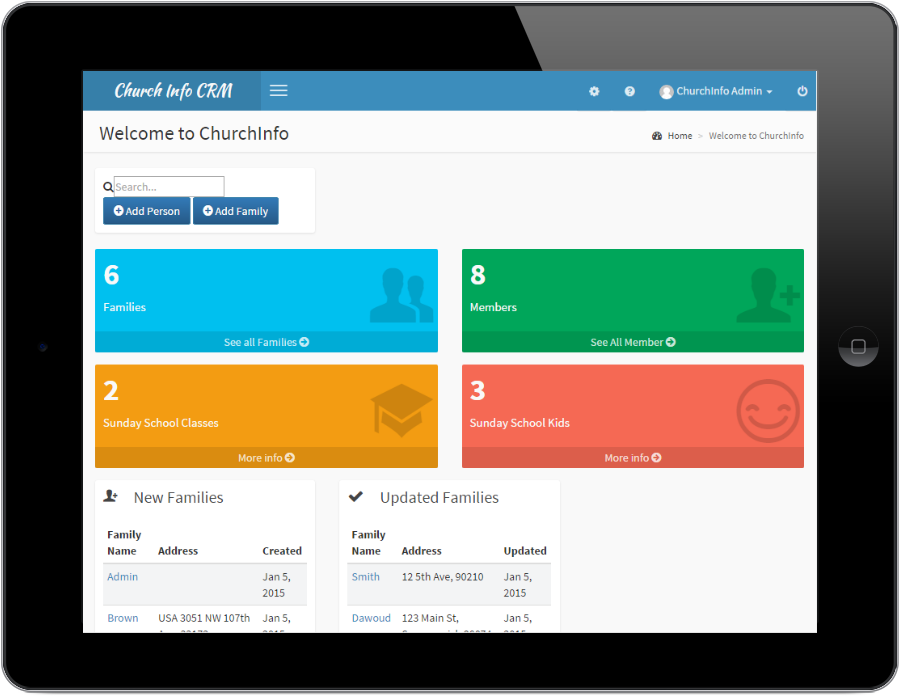 Church Info CRM
ChurchInfo Admin
Welcome to ChurchInfo
Home > Welcome to ChurchInfo
Search...
Add Person Add Family
6
Families
See all Families
8
Members
See All Member
2
Sunday School Classes
More info
3
Sunday School Kids
More info
New Families
Family
Name Address Created
Admin Jan 5,
2015
Brown USA 3051 NW 107th Jan 5,
Updated Families
Family
Name Address Updated
Smith 12 5th Ave, 90210 Jan 5,
2015
Dawoud 123 Main St, Jan 5,